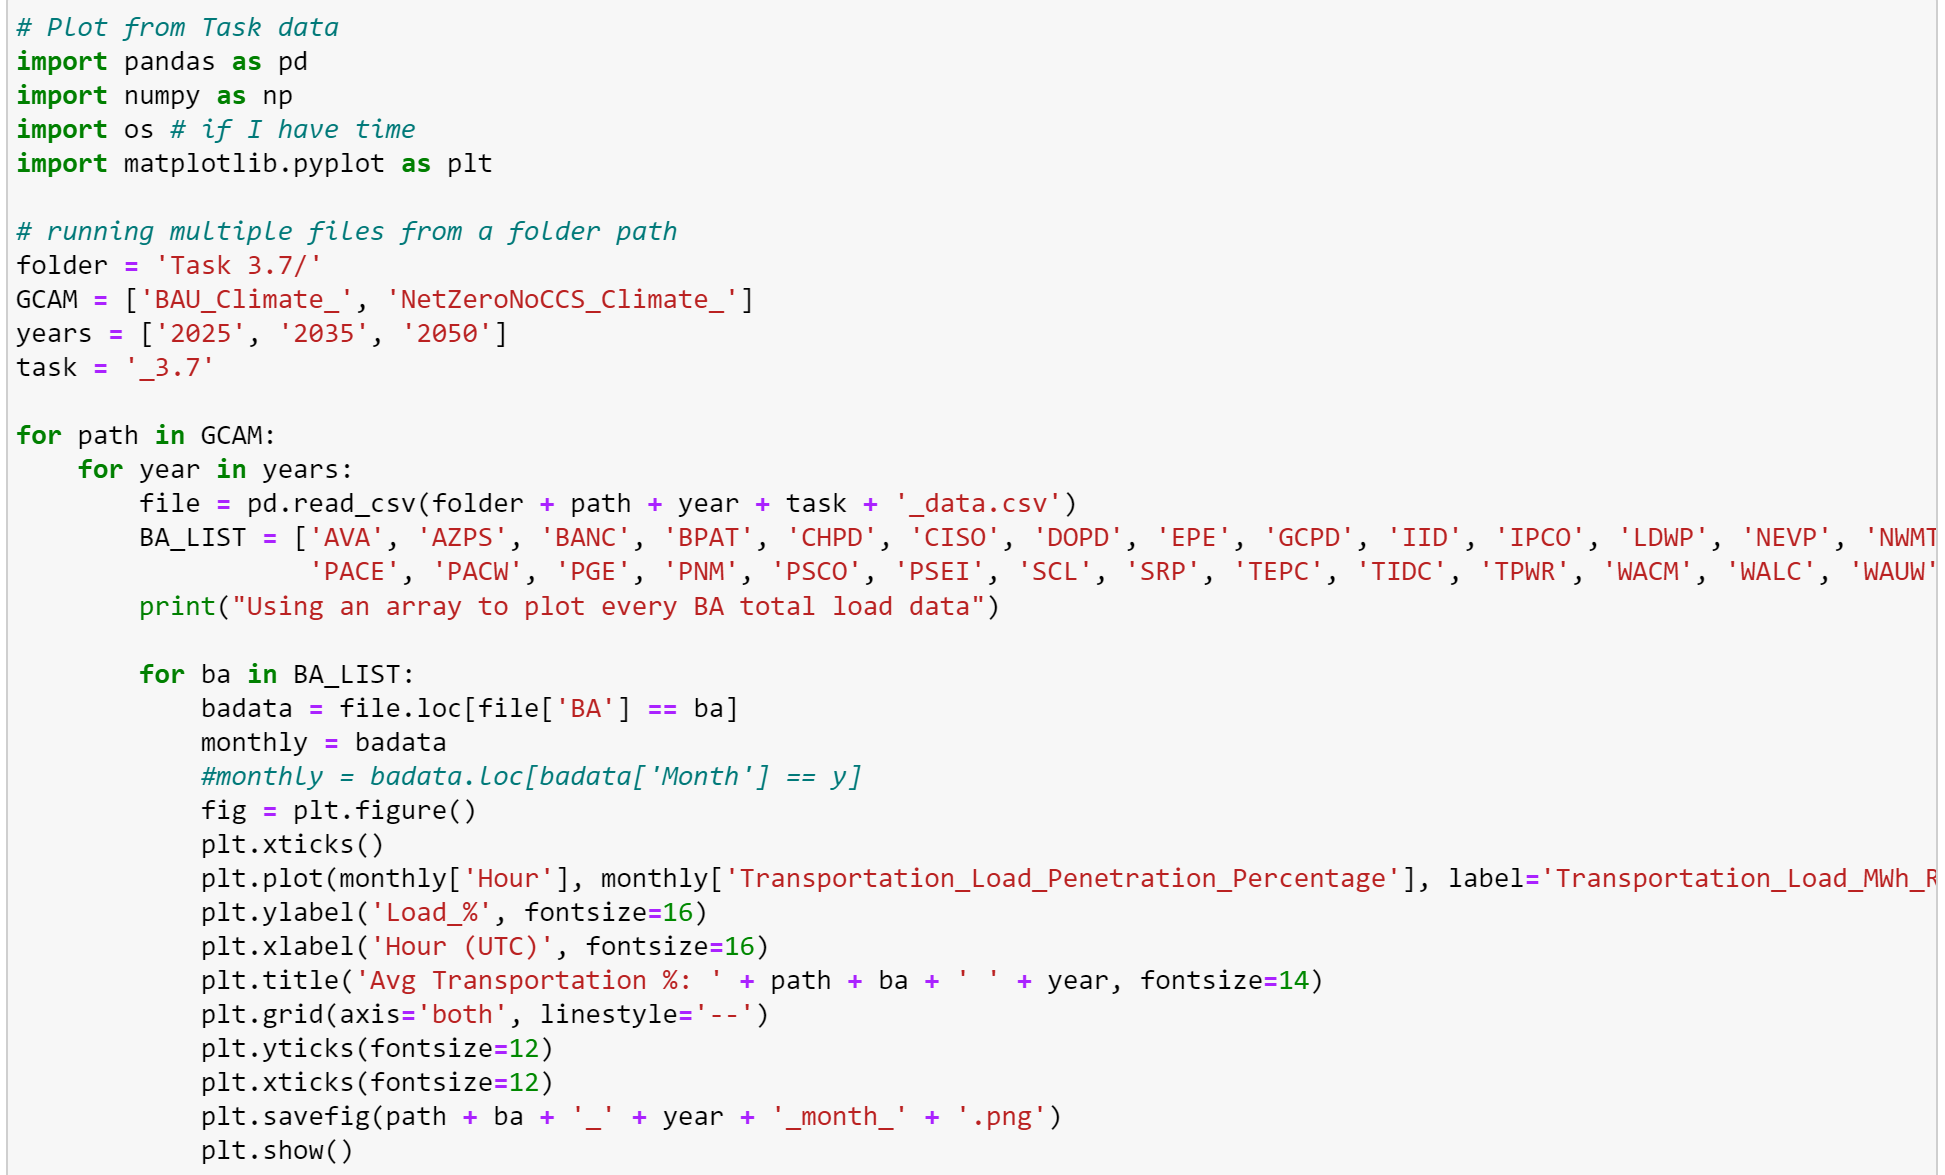 # Plot from Task data
import pandas as pd
import numpy as np
import os # if I have time
import matplotlib.pyplot as plt

# running multiple files from a folder path
folder = 'Task 3.7/'
GCAM = ['BAU_Climate_', 'NetZeroNoCCS_Climate_']
years = ['2025', '2035', '2050']
task = '_3.7'

for path in GCAM:
    for year in years:
        file = pd.read_csv(folder + path + year + task + '_data.csv')
        BA_LIST = ['AVA', 'AZPS', 'BANC', 'BPAT', 'CHPD', 'CISO', 'DOPD', 'EPE', 'GCPD', 'IID', 'IPCO', 'LDWP', 'NEVP', 'NWMT
                   'PACE', 'PACW', 'PGE', 'PNM', 'PSCO', 'PSEI', 'SCL', 'SRP', 'TEPC', 'TIDC', 'TPWR', 'WACM', 'WALC', 'WAUW'
        print("Using an array to plot every BA total load data")

        for ba in BA_LIST:
            badata = file.loc[file['BA'] == ba]
            monthly = badata
            #monthly = badata.loc[badata['Month'] == y]
            fig = plt.figure()
            plt.xticks()
            plt.plot(monthly['Hour'], monthly['Transportation_Load_Penetration_Percentage'], label='Transportation_Load_MWh_R
            plt.ylabel('Load_%', fontsize=16)
            plt.xlabel('Hour (UTC)', fontsize=16)
            plt.title('Avg Transportation %: ' + path + ba + ' ' + year, fontsize=14)
            plt.grid(axis='both', linestyle='--')
            plt.yticks(fontsize=12)
            plt.xticks(fontsize=12)
            plt.savefig(path + ba + '_' + year + '_month_' + '.png')
            plt.show()